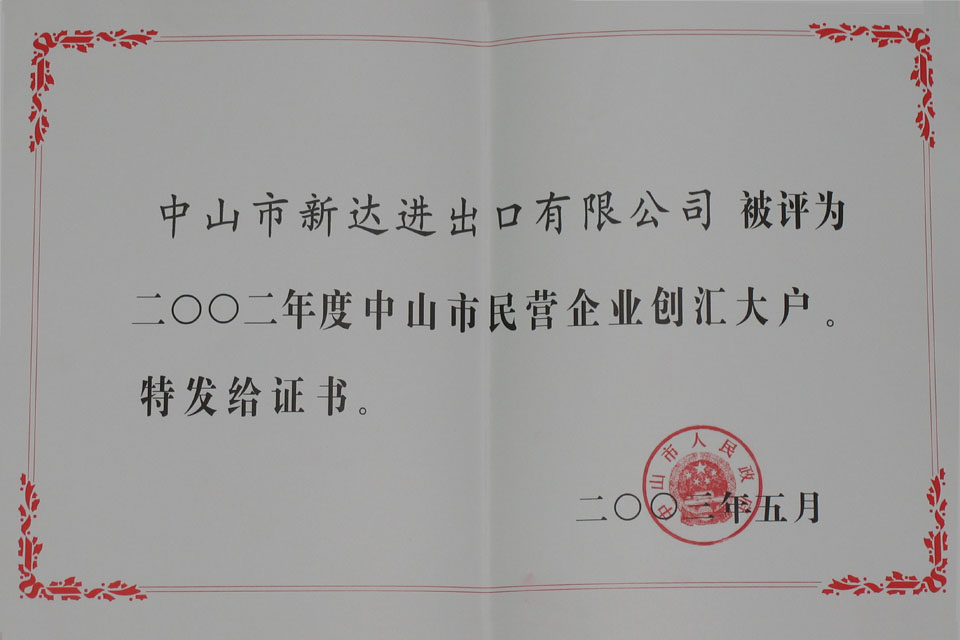 中山市新达进出口有限公司 被评为
二〇〇二年度中山市民营企业创汇大户。
特发给证书。
中山市人民政府
二〇〇三年五月